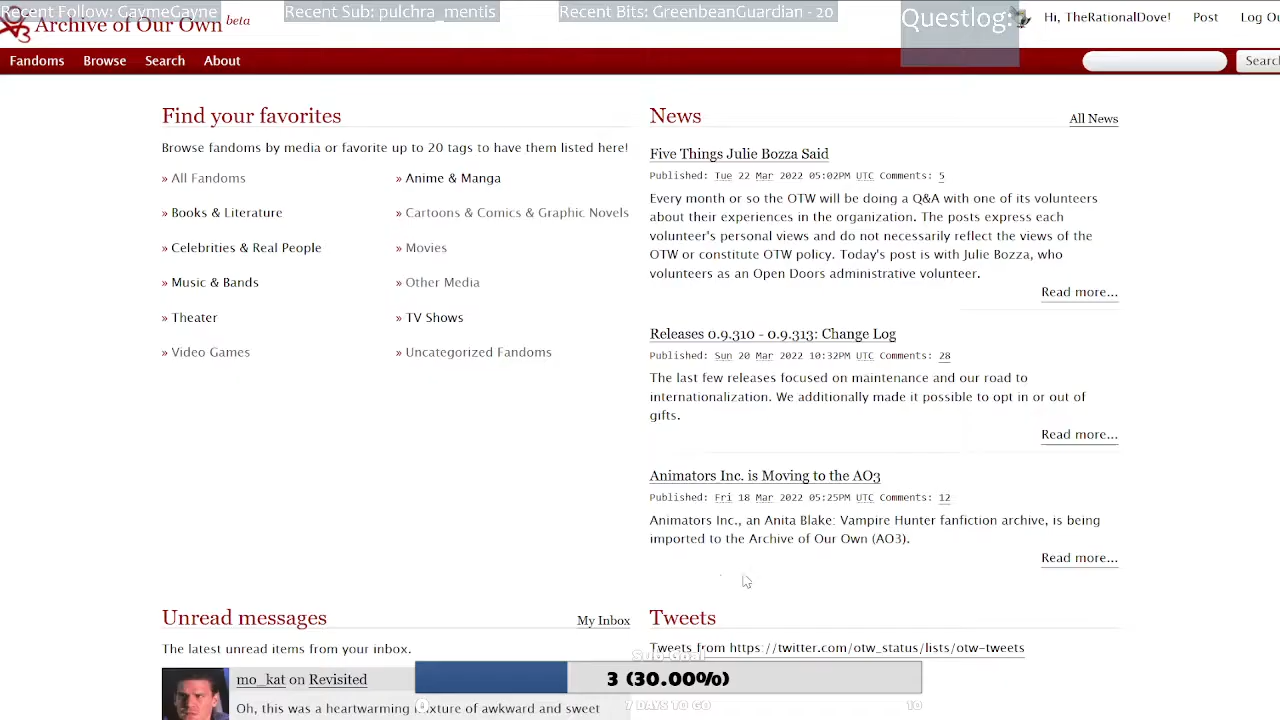 Recent Follow: GaymeGayne
Recent Sub: pulchra_mentis
Recent Bits: GreenbeanGuardian - 20
Questlog:
Archive of Our Own beta
Hi, TheRationalDove!
Post
Log Ou
Fandoms
Browse
Search
About
Search
Find your favorites
Browse fandoms by media or favorite up to 20 tags to have them listed here!
» All Fandoms
» Anime & Manga
» Books & Literature
» Cartoons & Comics & Graphic Novels
» Celebrities & Real People
» Movies
» Music & Bands
» Other Media
» Theater
» TV Shows
» Video Games
» Uncategorized Fandoms
News
All News
Five Things Julie Bozza Said
Published: Tue 22 Mar 2022 05:02PM UTC Comments: 5
Every month or so the OTW will be doing a Q&A with one of its volunteers
about their experiences in the organization. The posts express each
volunteer's personal views and do not necessarily reflect the views of the
OTW or constitute OTW policy. Today's post is with Julie Bozza, who
volunteers as an Open Doors administrative volunteer.
Read more...
Releases 0.9.310 - 0.9.313: Change Log
Published: Sun 20 Mar 2022 10:32PM UTC Comments: 28
The last few releases focused on maintenance and our road to
internationalization. We additionally made it possible to opt in or out of
gifts.
Read more...
Animators Inc. is Moving to the AO3
Published: Fri 18 Mar 2022 05:25PM UTC Comments: 12
Animators Inc., an Anita Blake: Vampire Hunter fanfiction archive, is being
imported to the Archive of Our Own (AO3).
Read more...
Unread messages
My Inbox
The latest unread items from your inbox.
mo_kat on Revisited
Oh, this was a heartwarming mixture of awkward and sweet
Tweets
Tweets from https://twitter.com/otw_status/lists/otw-tweets
Sub Goal
3 (30.00%)
0
7 DAYS TO GO
10